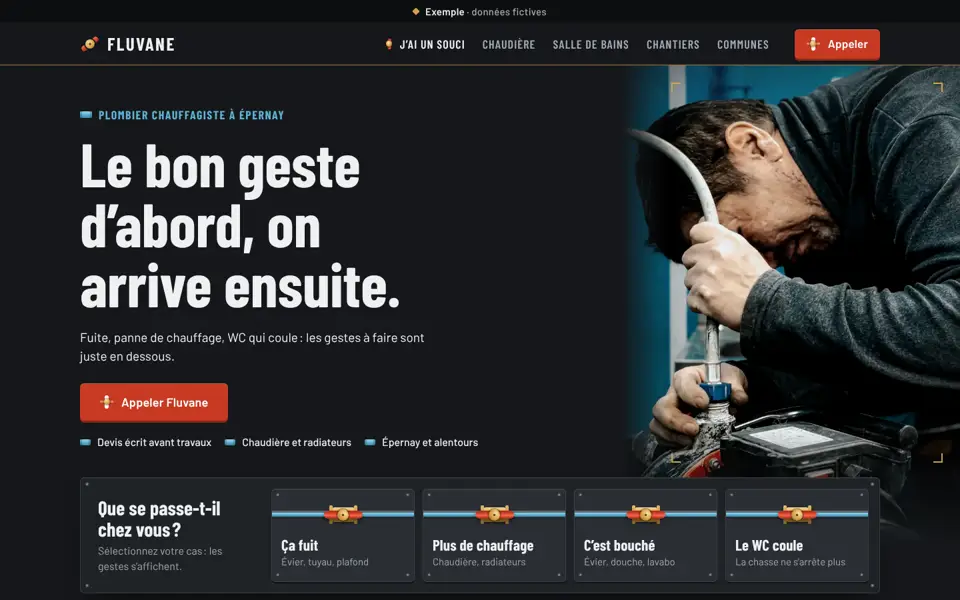 Exemple · données fictives
FLUVANE
J'AI UN SOUCI
CHAUDIÈRE
SALLE DE BAINS
CHANTIERS
COMMUNES
Appeler
PLOMBIER CHAUFFAGISTE À ÉPERNAY
Le bon geste
d’abord, on
arrive ensuite.
Fuite, panne de chauffage, WC qui coule : les gestes à faire sont
juste en dessous.
Appeler Fluvane
Devis écrit avant travaux
Chaudière et radiateurs
Épernay et alentours
Que se passe-t-il
chez vous ?
Sélectionnez votre cas : les
gestes s’affichent.
Ça fuit
Évier, tuyau, plafond
Plus de chauffage
Chaudière, radiateurs
C’est bouché
Évier, douche, lavabo
Le WC coule
La chasse ne s’arrête plus